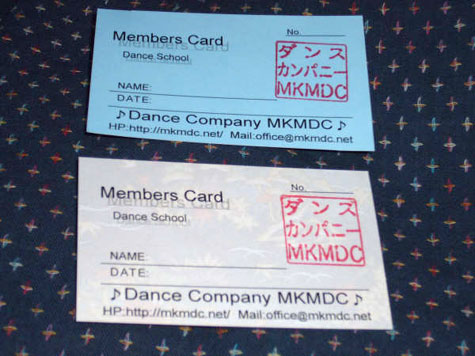 Members Card
No.
Dance School
ダンス
カンパニー
MKMDC
NAME:
DATE:
♪Dance Company MKMDC♪
HP:http://mkmdc.net/ Mail:office@mkmdc.net
Members Card
No.
Dance School
ダンス
カンパニー
MKMDC
NAME:
DATE:
♪Dance Company MKMDC♪
HP:http://mkmdc.net/ Mail:office@mkmdc.net